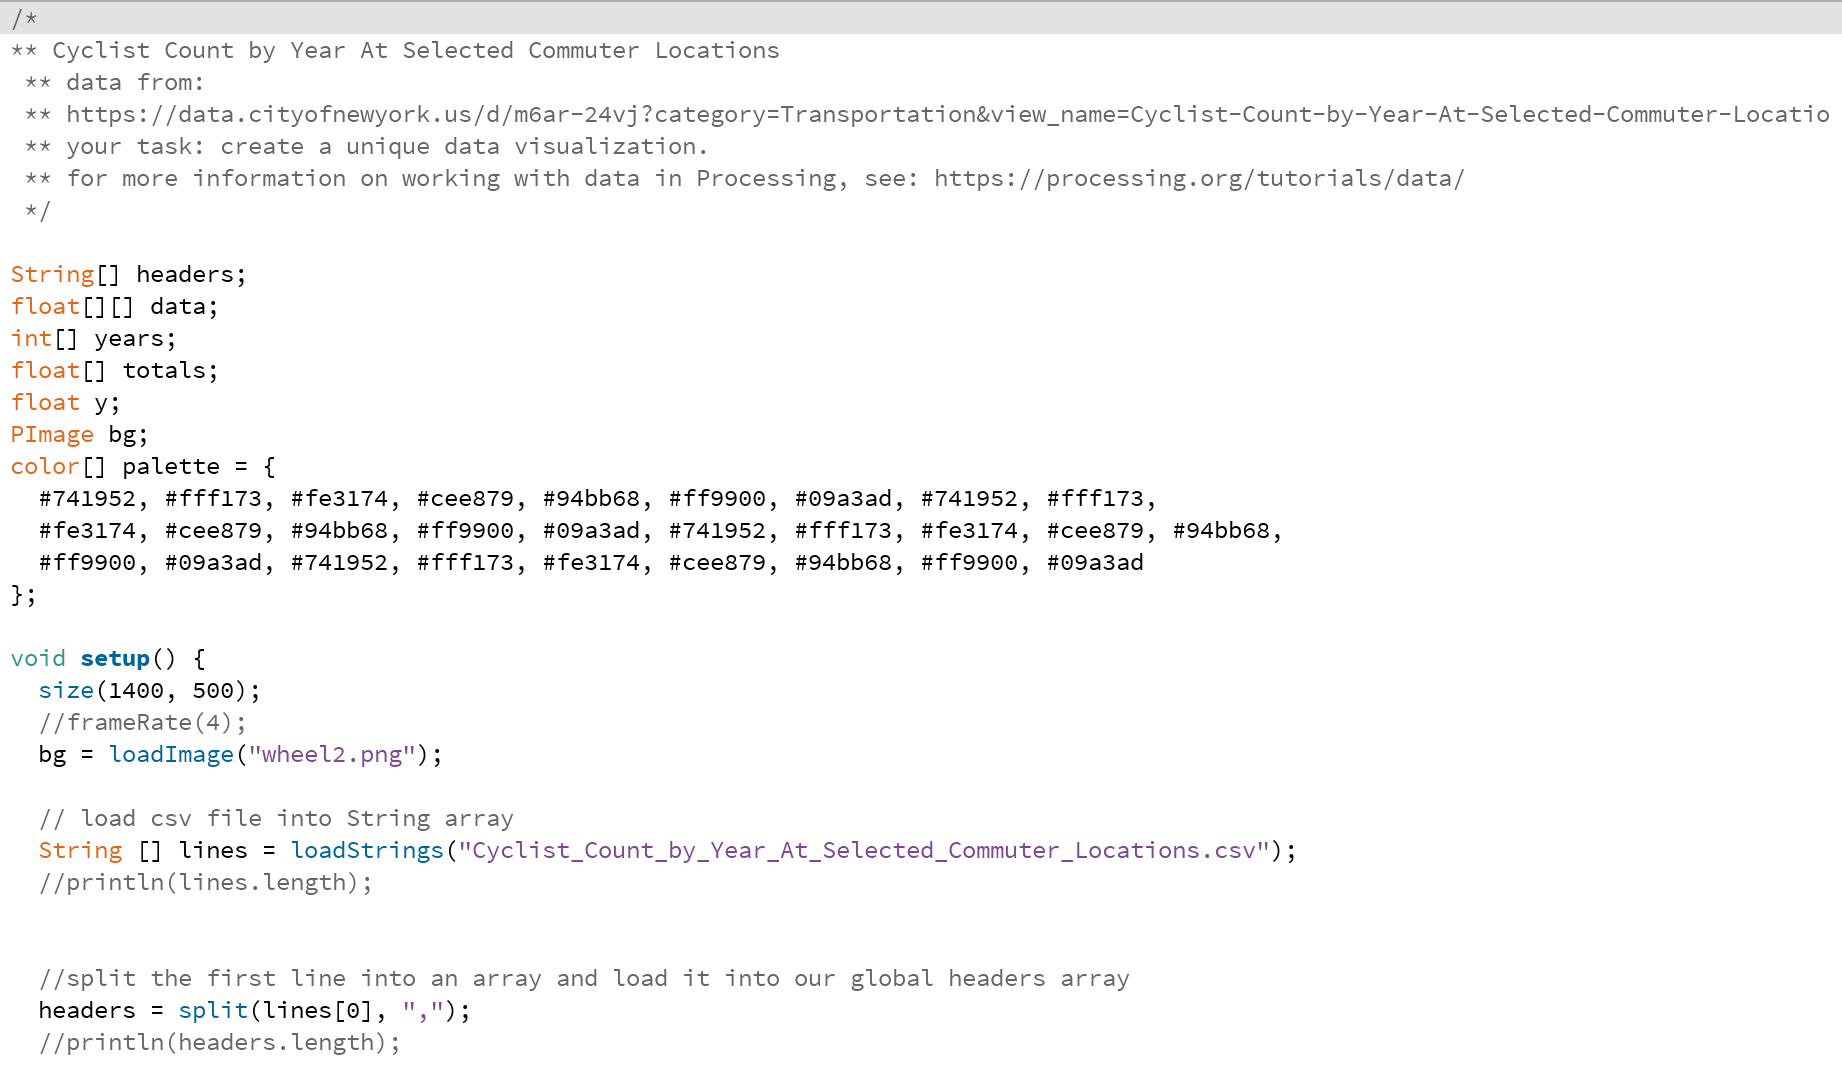 /*
** Cyclist Count by Year At Selected Commuter Locations
** data from:
** https://data.cityofnewyork.us/d/m6ar-24vj?category=Transportation&view_name=Cyclist-Count-by-Year-At-Selected-Commuter-Locatio
** your task: create a unique data visualization.
** for more information on working with data in Processing, see: https://processing.org/tutorials/data/
*/
String[] headers;
float[][] data;
int[] years;
float[] totals;
float y;
PImage bg;
color[] palette = {
#741952, #fff173, #fe3174, #cee879, #94bb68, #ff9900, #09a3ad, #741952, #fff173,
#fe3174, #cee879, #94bb68, #ff9900, #09a3ad, #741952, #fff173, #fe3174, #cee879, #94bb68,
#ff9900, #09a3ad, #741952, #fff173, #fe3174, #cee879, #94bb68, #ff9900, #09a3ad
};
void setup() {
size(1400, 500);
//frameRate(4);
bg = loadImage("wheel2.png");
// load csv file into String array
String [] lines = loadStrings("Cyclist_Count_by_Year_At_Selected_Commuter_Locations.csv");
//println(lines.length);
//split the first line into an array and load it into our global headers array
headers = split(lines[0], ",");
//println(headers.length);